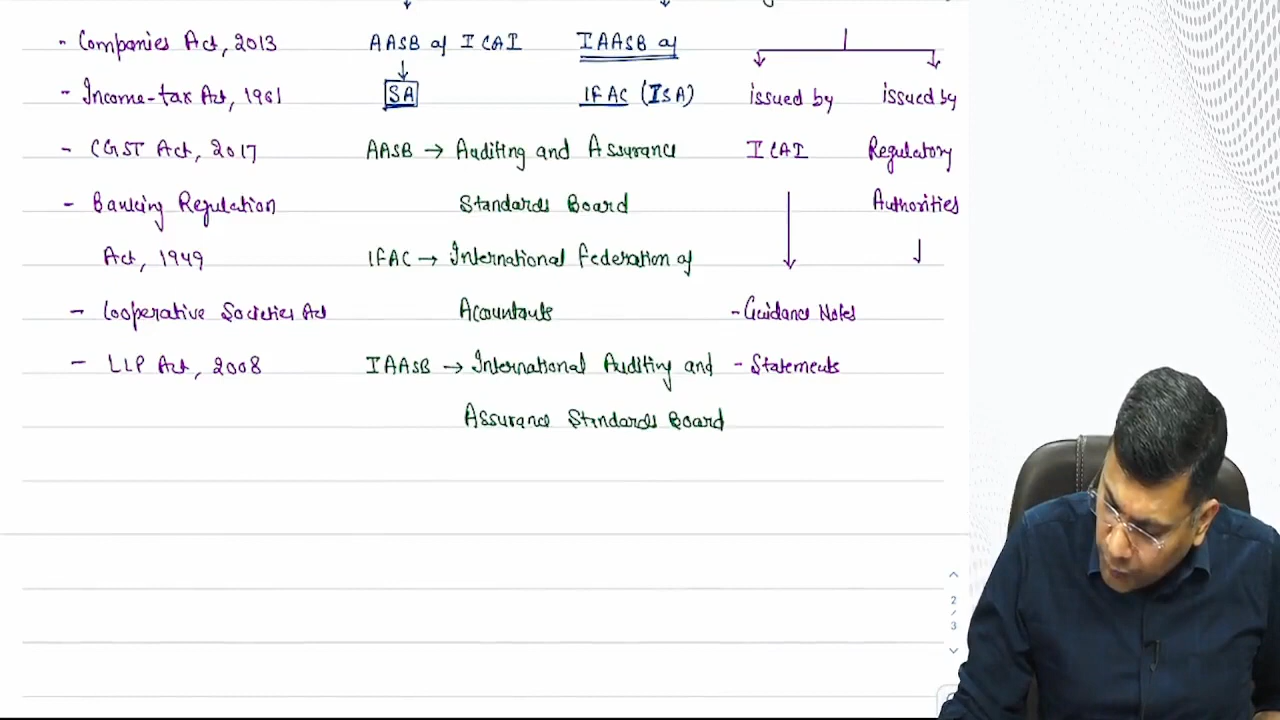 - Companies Act, 2013
- Income-tax Act, 1961
- CGST Act, 2017
- Banking Regulation
Act, 1949
- Cooperative Societies Act
- LLP Act, 2008
AASB of ICAI
SA
IAASB of
IFAC (ISA)
AASB → Auditing and Assurance
Standards Board
IFAC → International Federation of
Accountants
IAASB → International Auditing and
Assurance Standards Board
issued by
ICAI
- Guidance Notes
- Statements
issued by
Regulatory
Authorities
2
/
3